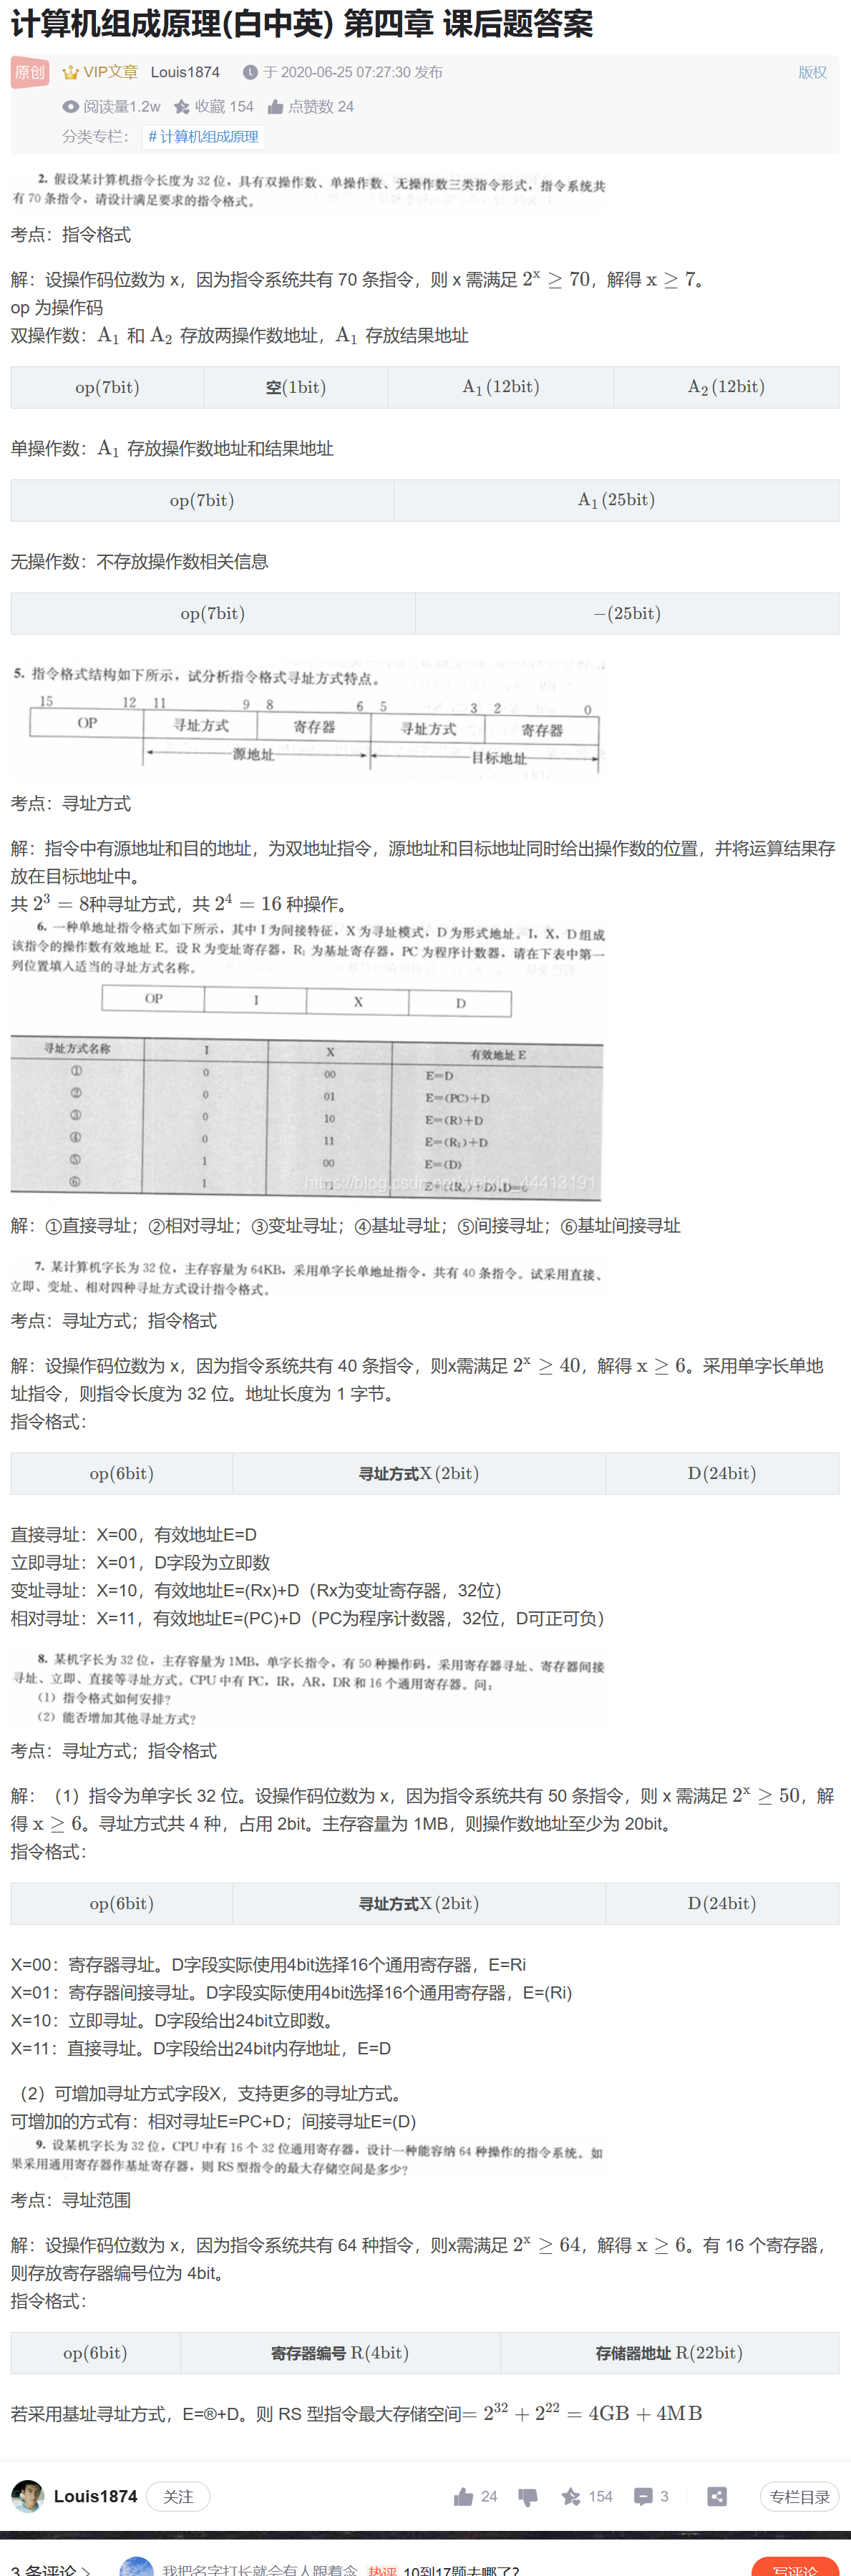 计算机组成原理(白中英) 第四章 课后题答案
原创 VIP文章 Louis1874 于 2020-06-25 07:27:30 发布 版权
阅读量1.2w 收藏 154 点赞数 24
分类专栏： # 计算机组成原理
2. 假设某计算机指令长度为 32 位，具有双操作数、单操作数、无操作数三类指令形式，指令系统共
有 70 条指令，请设计满足要求的指令格式。
考点：指令格式
解：设操作码位数为 x，因为指令系统共有 70 条指令，则 x 需满足 2^x ≥ 70，解得 x ≥ 7。
op 为操作码
双操作数：A₁ 和 A₂ 存放两操作数地址，A₁ 存放结果地址
op(7bit) 空(1bit) A₁(12bit) A₂(12bit)
单操作数：A₁ 存放操作数地址和结果地址
op(7bit) A₁(25bit)
无操作数：不存放操作数相关信息
op(7bit) −(25bit)
5. 指令格式结构如下所示，试分析指令格式寻址方式特点。
15 12 11 9 8 6 5 3 2 0
OP 寻址方式 寄存器 寻址方式 寄存器
源地址 目标地址
考点：寻址方式
解：指令中有源地址和目的地址，为双地址指令，源地址和目标地址同时给出操作数的位置，并将运算结果存
放在目标地址中。
共 2³ = 8种寻址方式，共 2⁴ = 16 种操作。
6. 一种单地址指令格式如下所示，其中 I 为间接特征，X 为寻址模式，D 为形式地址。I，X，D 组成
该指令的操作数有效地址 E。设 R 为变址寄存器，R₁ 为基址寄存器，PC 为程序计数器，请在下表中第一
列位置填入适当的寻址方式名称。
OP I X D
寻址方式名称 I X 有效地址 E
① 0 00 E=D
② 0 01 E=(PC)+D
③ 0 10 E=(R)+D
④ 0 11 E=(R₁)+D
⑤ 1 00 E=(D)
⑥ 1 11 E=((R₁)+D),D=0
解：①直接寻址；②相对寻址；③变址寻址；④基址寻址；⑤间接寻址；⑥基址间接寻址
7. 某计算机字长为 32 位，主存容量为 64KB，采用单字长单地址指令，共有 40 条指令。试采用直接、
立即、变址、相对四种寻址方式设计指令格式。
考点：寻址方式；指令格式
解：设操作码位数为 x，因为指令系统共有 40 条指令，则x需满足 2^x ≥ 40，解得 x ≥ 6。采用单字长单地
址指令，则指令长度为 32 位。地址长度为 1 字节。
指令格式：
op(6bit) 寻址方式X(2bit) D(24bit)
直接寻址：X=00，有效地址E=D
立即寻址：X=01，D字段为立即数
变址寻址：X=10，有效地址E=(Rx)+D（Rx为变址寄存器，32位）
相对寻址：X=11，有效地址E=(PC)+D（PC为程序计数器，32位，D可正可负）
8. 某机字长为 32 位，主存容量为 1MB，单字长指令，有 50 种操作码，采用寄存器寻址、寄存器间接
寻址、立即、直接等寻址方式。CPU 中有 PC，IR，AR，DR 和 16 个通用寄存器。问：
（1）指令格式如何安排？
（2）能否增加其他寻址方式？
考点：寻址方式；指令格式
解：（1）指令为单字长 32 位。设操作码位数为 x，因为指令系统共有 50 条指令，则 x 需满足 2^x ≥ 50，解
得 x ≥ 6。寻址方式共 4 种，占用 2bit。主存容量为 1MB，则操作数地址至少为 20bit。
指令格式：
op(6bit) 寻址方式X(2bit) D(24bit)
X=00：寄存器寻址。D字段实际使用4bit选择16个通用寄存器，E=Ri
X=01：寄存器间接寻址。D字段实际使用4bit选择16个通用寄存器，E=(Ri)
X=10：立即寻址。D字段给出24bit立即数。
X=11：直接寻址。D字段给出24bit内存地址，E=D
（2）可增加寻址方式字段X，支持更多的寻址方式。
可增加的方式有：相对寻址E=PC+D；间接寻址E=(D)
9. 设某机字长为 32 位，CPU 中有 16 个 32 位通用寄存器，设计一种能容纳 64 种操作的指令系统。如
果采用通用寄存器作基址寄存器，则 RS 型指令的最大存储空间是多少？
考点：寻址范围
解：设操作码位数为 x，因为指令系统共有 64 种指令，则x需满足 2^x ≥ 64，解得 x ≥ 6。有 16 个寄存器，
则存放寄存器编号位为 4bit。
指令格式：
op(6bit) 寄存器编号 R(4bit) 存储器地址 R(22bit)
若采用基址寻址方式，E=®+D。则 RS 型指令最大存储空间= 2³² + 2²² = 4GB + 4MB
Louis1874 关注 24 154 3 专栏目录
3 条评论 我把名字打长就会有人跟着念 热评 10到17题去哪了? 写评论